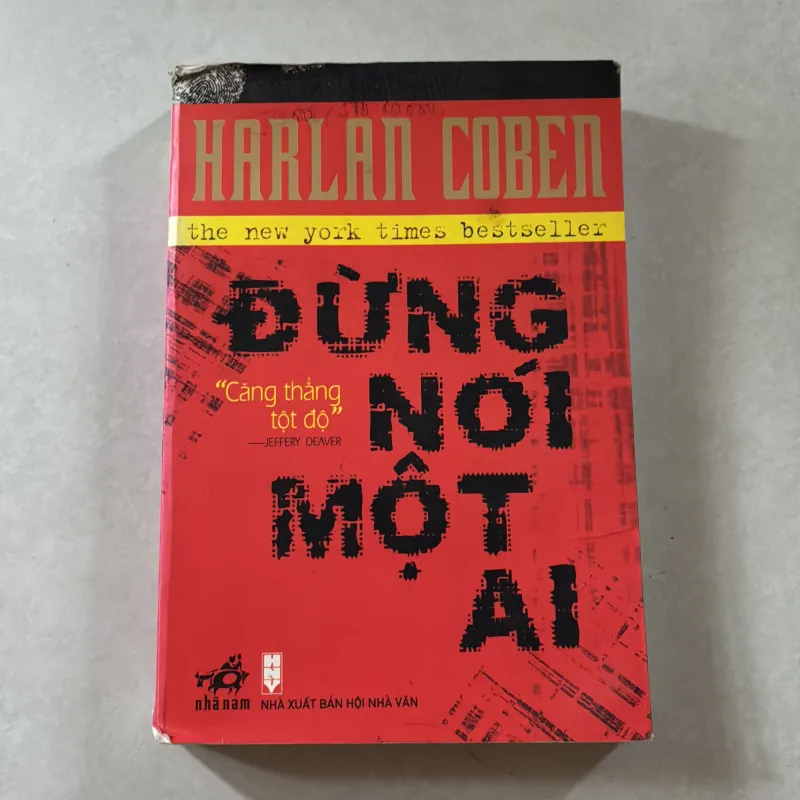 HARLAN COBEN
the new york times bestseller
ĐỪNG
NÓI
MỘT
AI
“Căng thẳng
tột độ”
—JEFFERY DEAVER
nhã nam
HNV
NHÀ XUẤT BẢN HỘI NHÀ VĂN